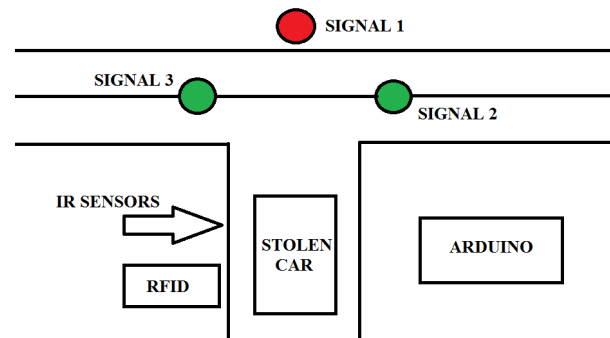 SIGNAL 1
SIGNAL 3
SIGNAL 2
IR SENSORS
STOLEN
CAR
ARDUINO
RFID